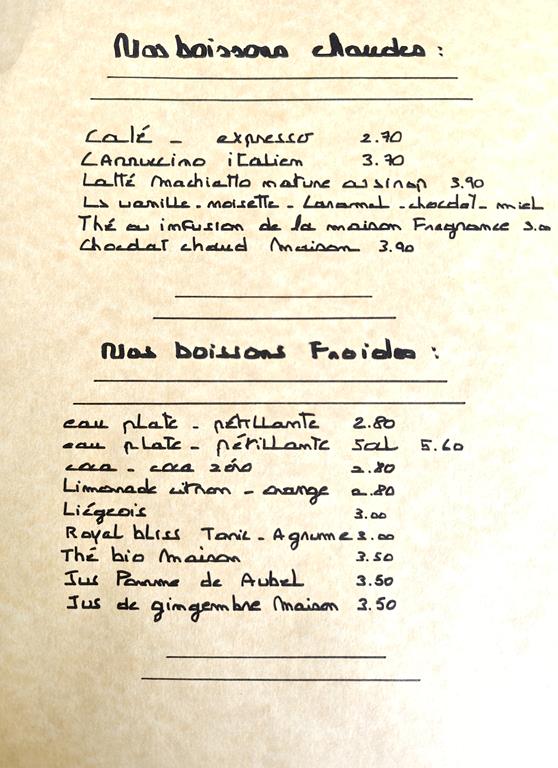 Nos boissons chaudes :
Café - expresso 2.70
Cappuccino italien 3.70
Latté Machiatto nature ou sirop 3.90
Ls vanille - noisette - Caramel - chocolat - miel
Thé ou infusion de la maison Fragrance 3.00
Chocolat chaud Maison 3.90
Nos boissons Froides :
eau plate - pétillante 2.80
eau plate - pétillante 50cl 5.60
coca - coca zéro 2.80
Limonade citron - orange 2.80
Liégeois 3.00
Royal bliss Tonic - Agrume 3.00
Thé bio Maison 3.50
Jus Pomme de Aubel 3.50
Jus de gingembre Maison 3.50